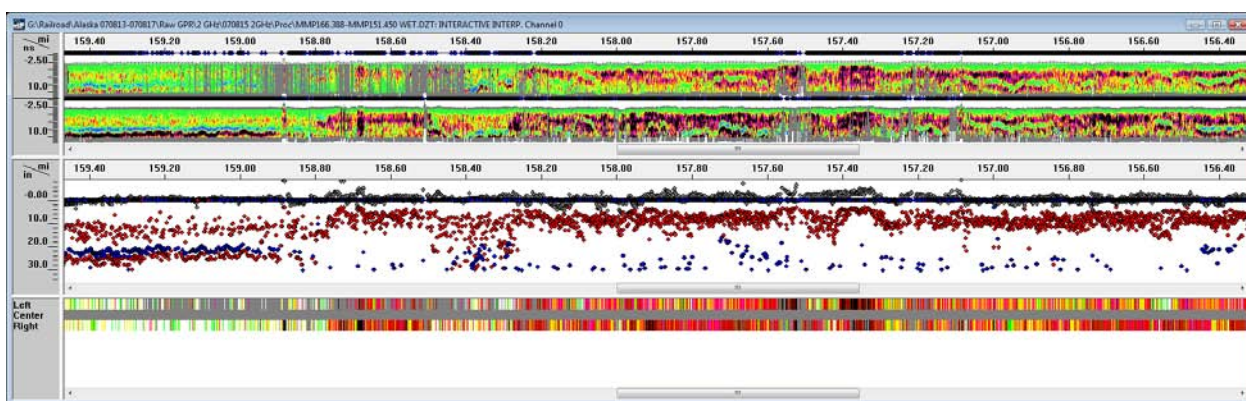 G:\Railroad\Alaska 070813-070817\Raw GPR\2 GHz\070815 2GHz\Proc\MMP166.388-MMP151.450 WET.DZT: INTERACTIVE INTERP. Channel 0
mi 159.40 159.20 159.00 158.80 158.60 158.40 158.20 158.00 157.80 157.60 157.40 157.20 157.00 156.80 156.60 156.40
ns
-2.50
10.0
-2.50
10.0
mi 159.40 159.20 159.00 158.80 158.60 158.40 158.20 158.00 157.80 157.60 157.40 157.20 157.00 156.80 156.60 156.40
in
-0.00
10.0
20.0
30.0
Left
Center
Right